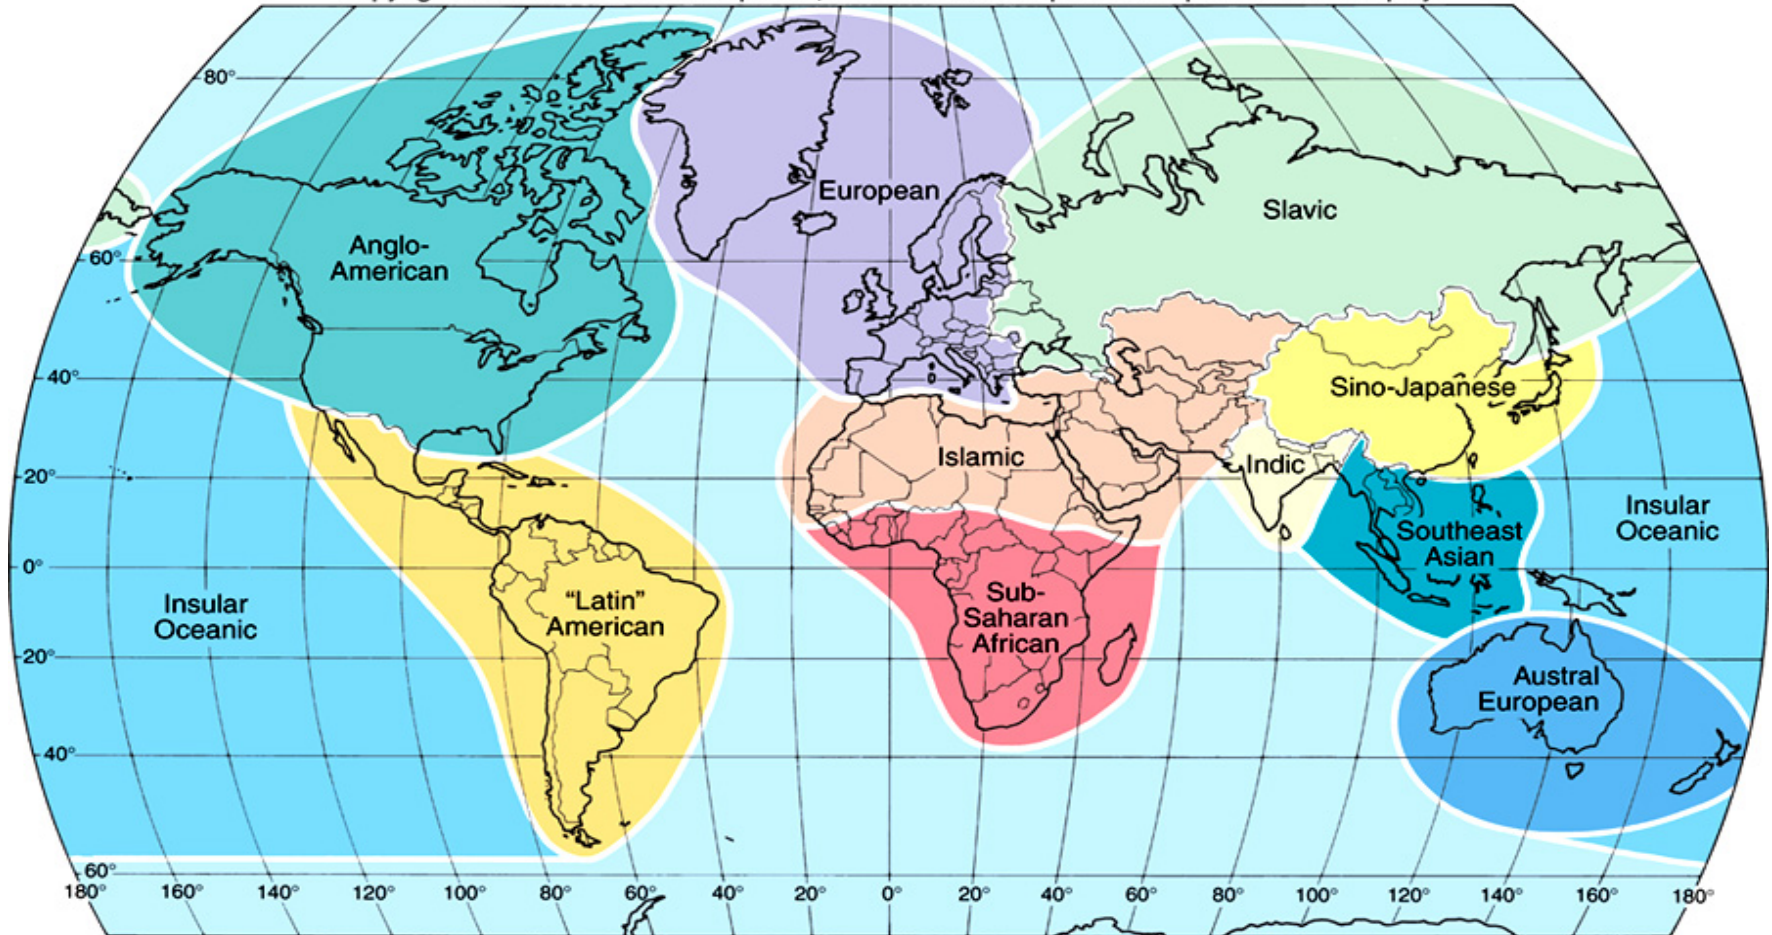 80°
European
Slavic
Anglo-
American
60°
40°
Sino-Japanese
Islamic
Indic
20°
Southeast
Asian
Insular
Oceanic
0°
Insular
Oceanic
“Latin”
American
Sub-
Saharan
African
20°
Austral
European
40°
60°
180° 160° 140° 120° 100° 80° 60° 40° 20° 0° 20° 40° 60° 80° 100° 120° 140° 160° 180°